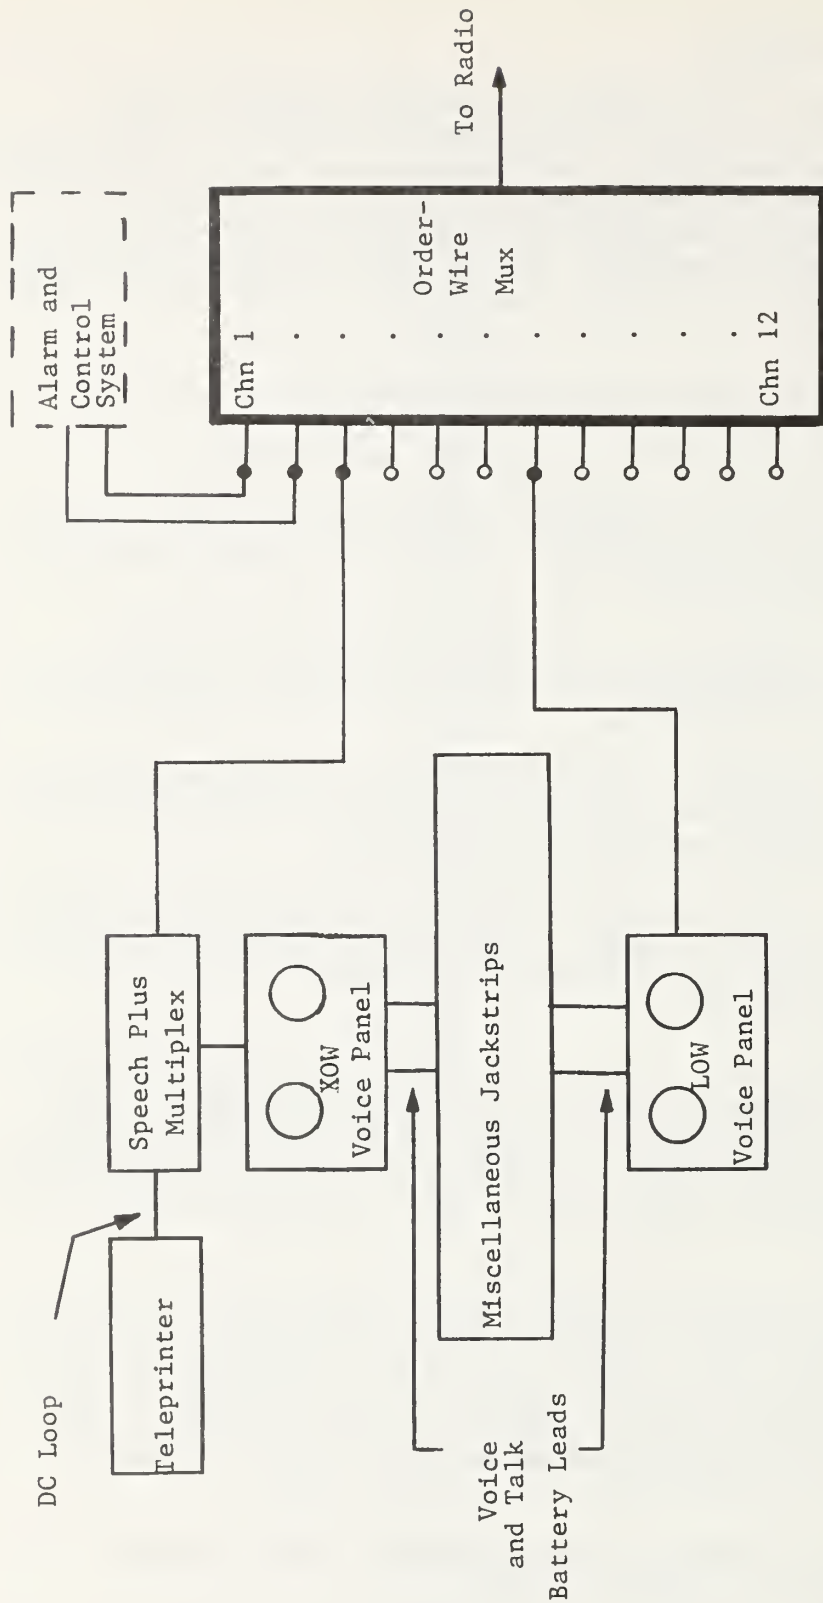 DC Loop
Teleprinter
Speech Plus
Multiplex
XOW
Voice Panel
Voice
and Talk
Battery Leads
Miscellaneous Jackstrips
LOW
Voice Panel
Alarm and
Control
System
Chn 1
Order-
Wire
Mux
Chn 12
To Radio